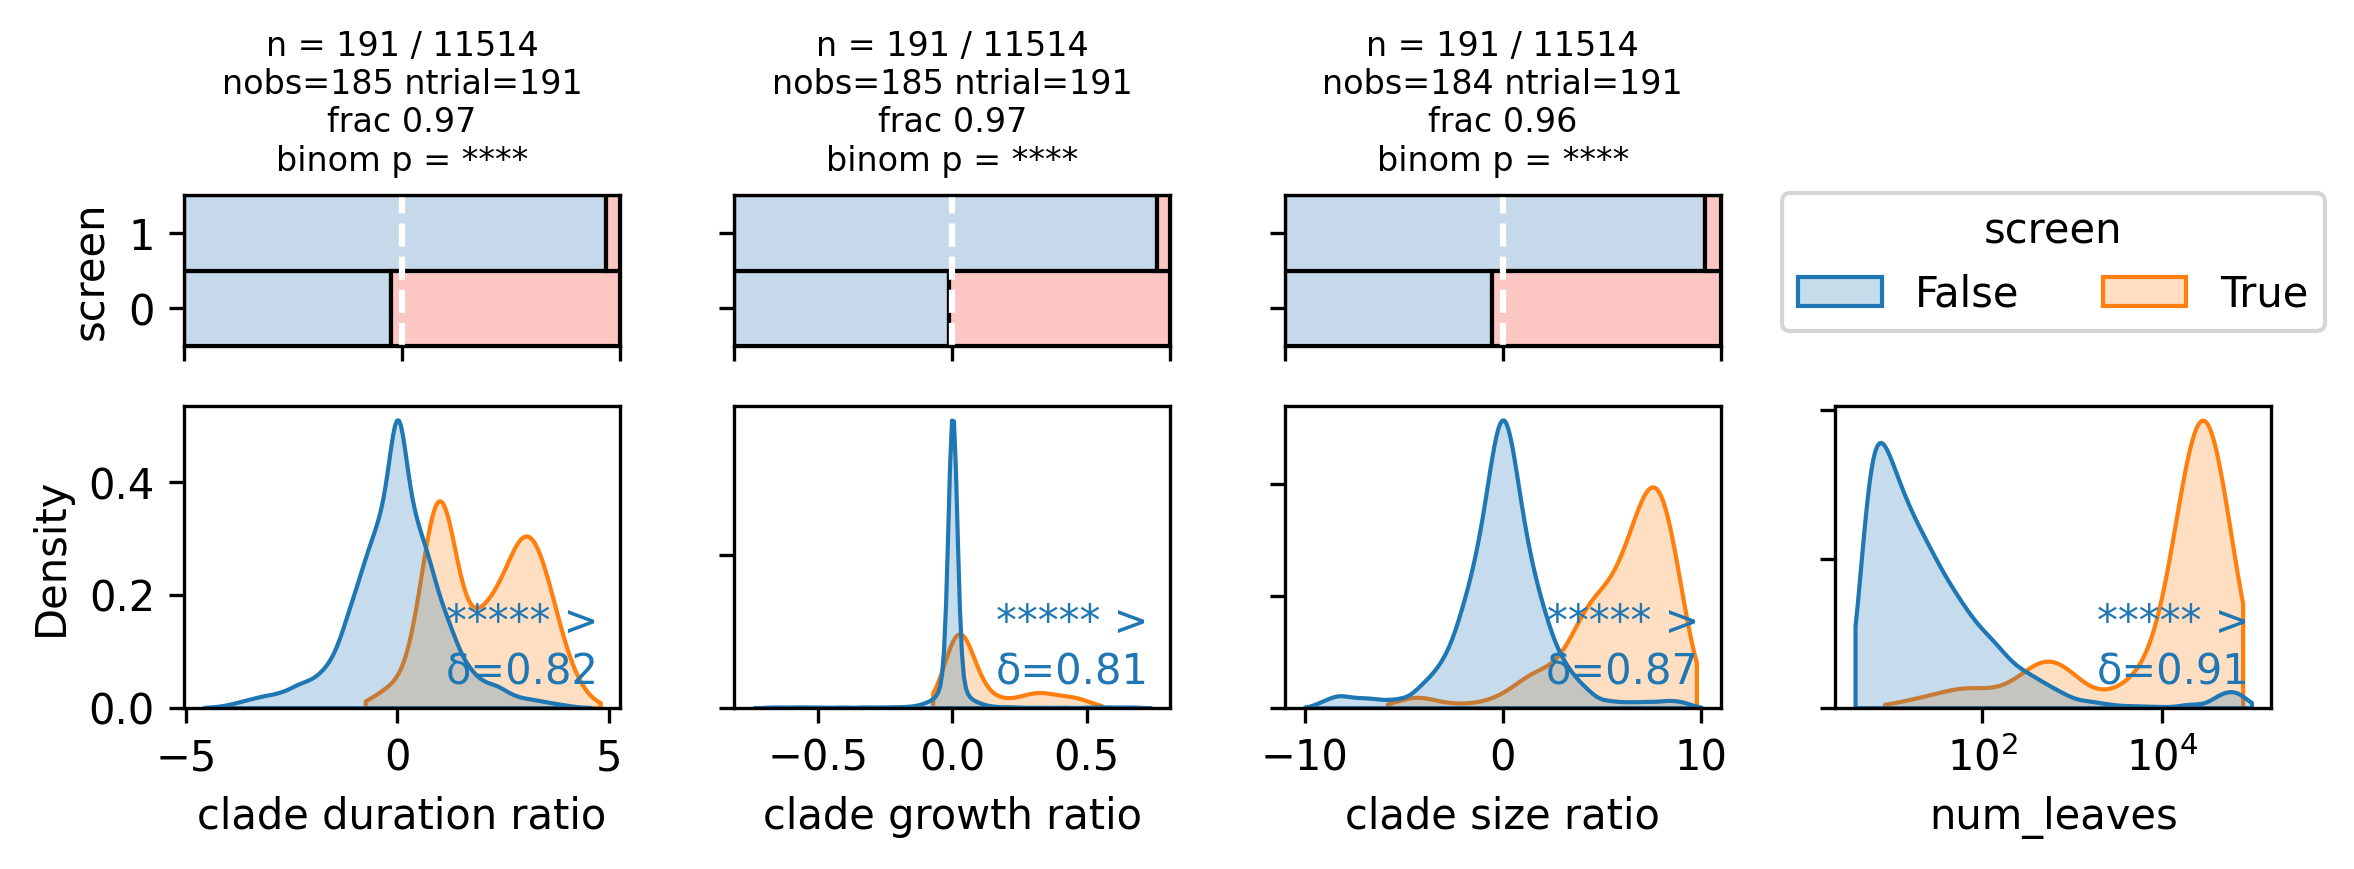 n = 191 / 11514
nobs=185 ntrial=191
frac 0.97
binom p = ****
n = 191 / 11514
nobs=185 ntrial=191
frac 0.97
binom p = ****
n = 191 / 11514
nobs=184 ntrial=191
frac 0.96
binom p = ****
screen
1
0
screen
False True
Density
0.4
0.2
0.0
***** >
δ=0.82
−5 0 5
clade duration ratio
***** >
δ=0.81
−0.5 0.0 0.5
clade growth ratio
***** >
δ=0.87
−10 0 10
clade size ratio
***** >
δ=0.91
10² 10⁴
num_leaves